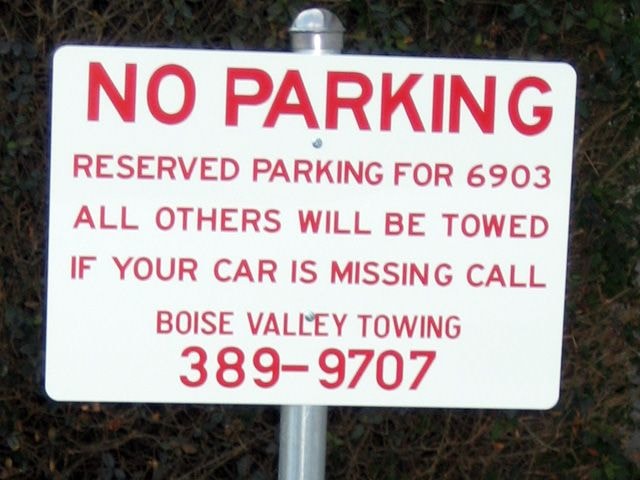 NO PARKING
RESERVED PARKING FOR 6903
ALL OTHERS WILL BE TOWED
IF YOUR CAR IS MISSING CALL
BOISE VALLEY TOWING
389-9707